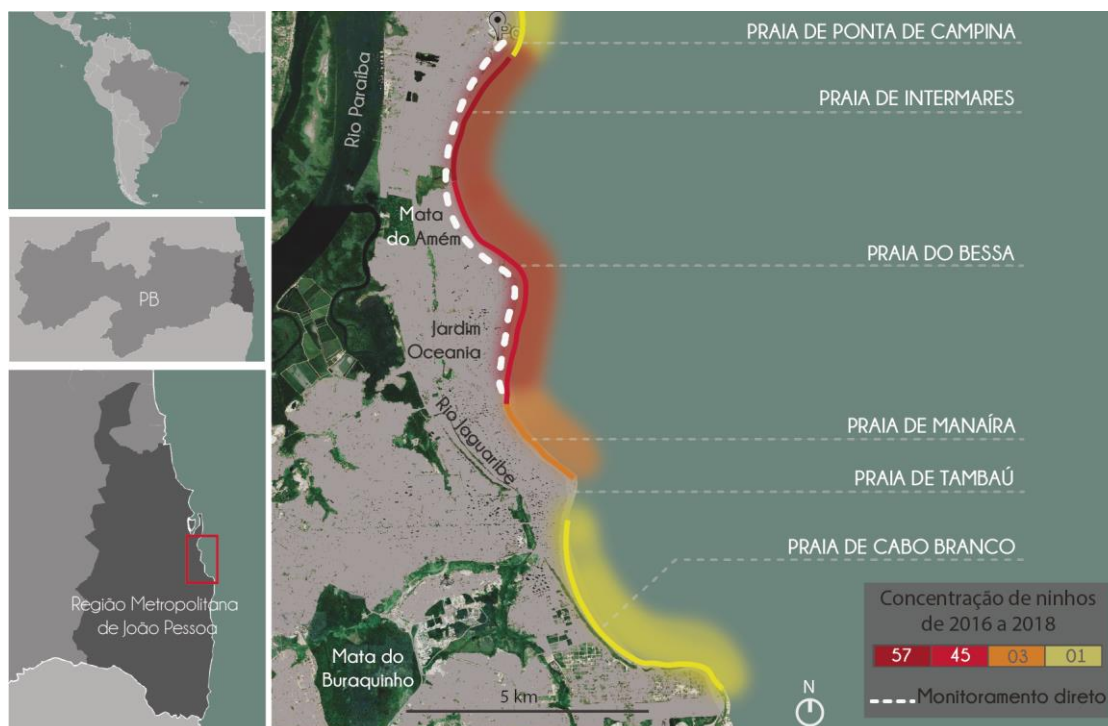 PB
Região Metropolitana
de João Pessoa
Rio Paraíba
Mata
do Amém
Jardim
Oceania
Rio Jaguaribe
Mata do
Buraquinho
5 km
N
PRAIA DE PONTA DE CAMPINA
PRAIA DE INTERMARES
PRAIA DO BESSA
PRAIA DE MANAÍRA
PRAIA DE TAMBAÚ
PRAIA DE CABO BRANCO
Concentração de ninhos
de 2016 a 2018
57 45 03 01
Monitoramento direto